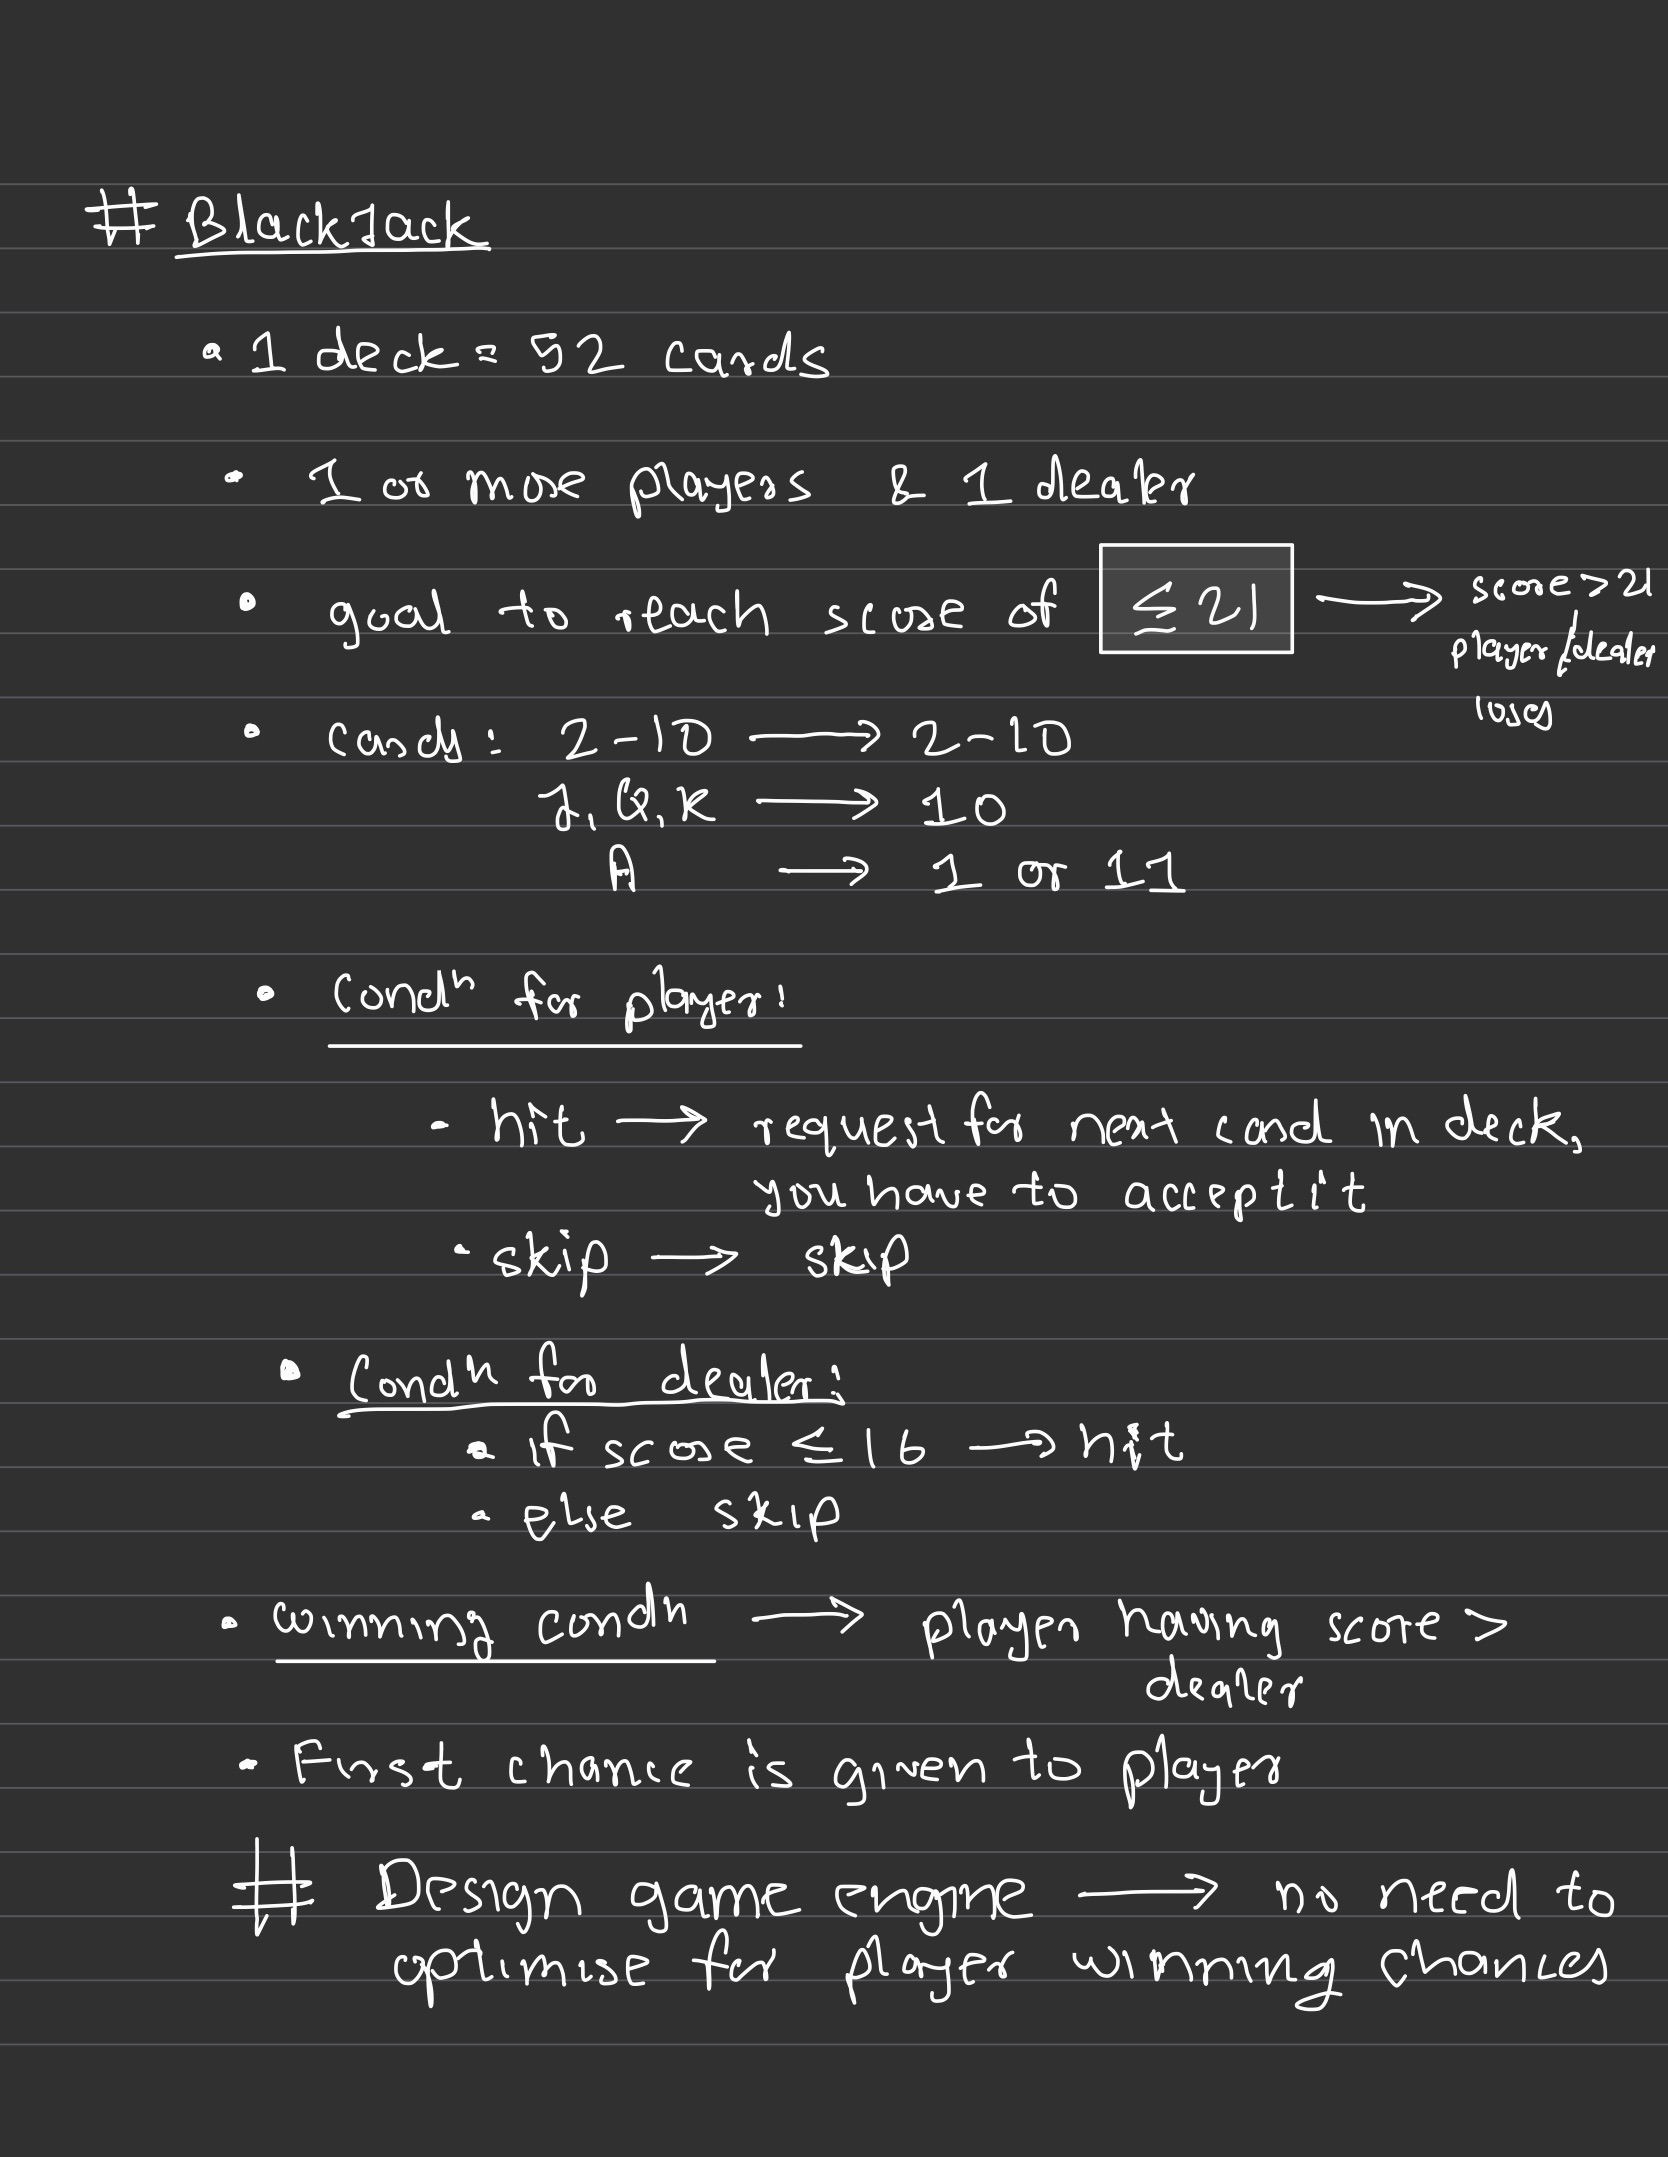 # BlackJack
• 1 deck = 52 cards
• 1 or more players & 1 dealer
• goal to reach score of ≤ 21 → score > 21
player/dealer
loses
• cards: 2-10 → 2-10
J, Q, K → 10
A → 1 or 11
• Condⁿ for player:
• hit → request for next card in deck,
you have to accept it
• skip → skip
• Condⁿ for dealer:
• if score ≤ 16 → hit
• else skip
• winning condn → player having score >
dealer
• First chance is given to player
# Design game engine → no need to
optimise for player winning chances